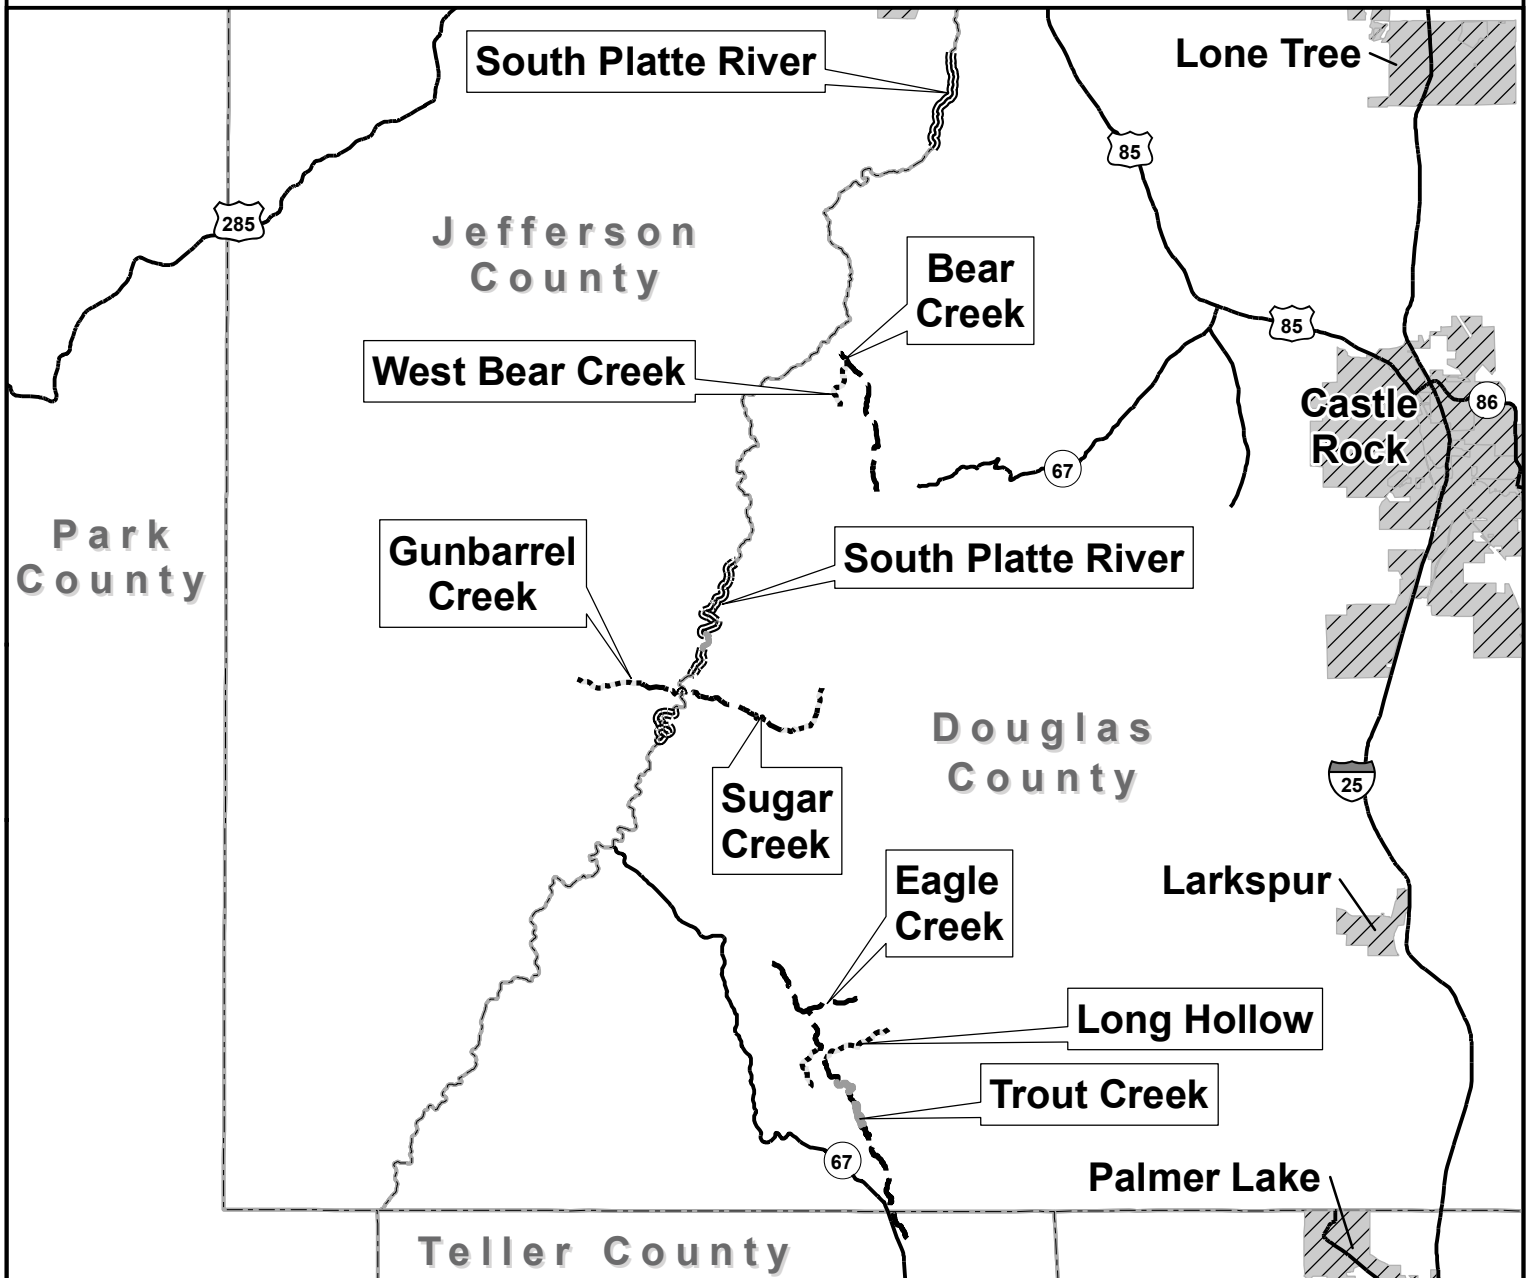 South Platte River
Lone Tree
85
285
Jefferson
County
Bear
Creek
85
West Bear Creek
Castle
Rock
86
67
Park
County
Gunbarrel
Creek
South Platte River
Douglas
County
25
Sugar
Creek
Eagle
Creek
Larkspur
Long Hollow
Trout Creek
67
Palmer Lake
Teller County